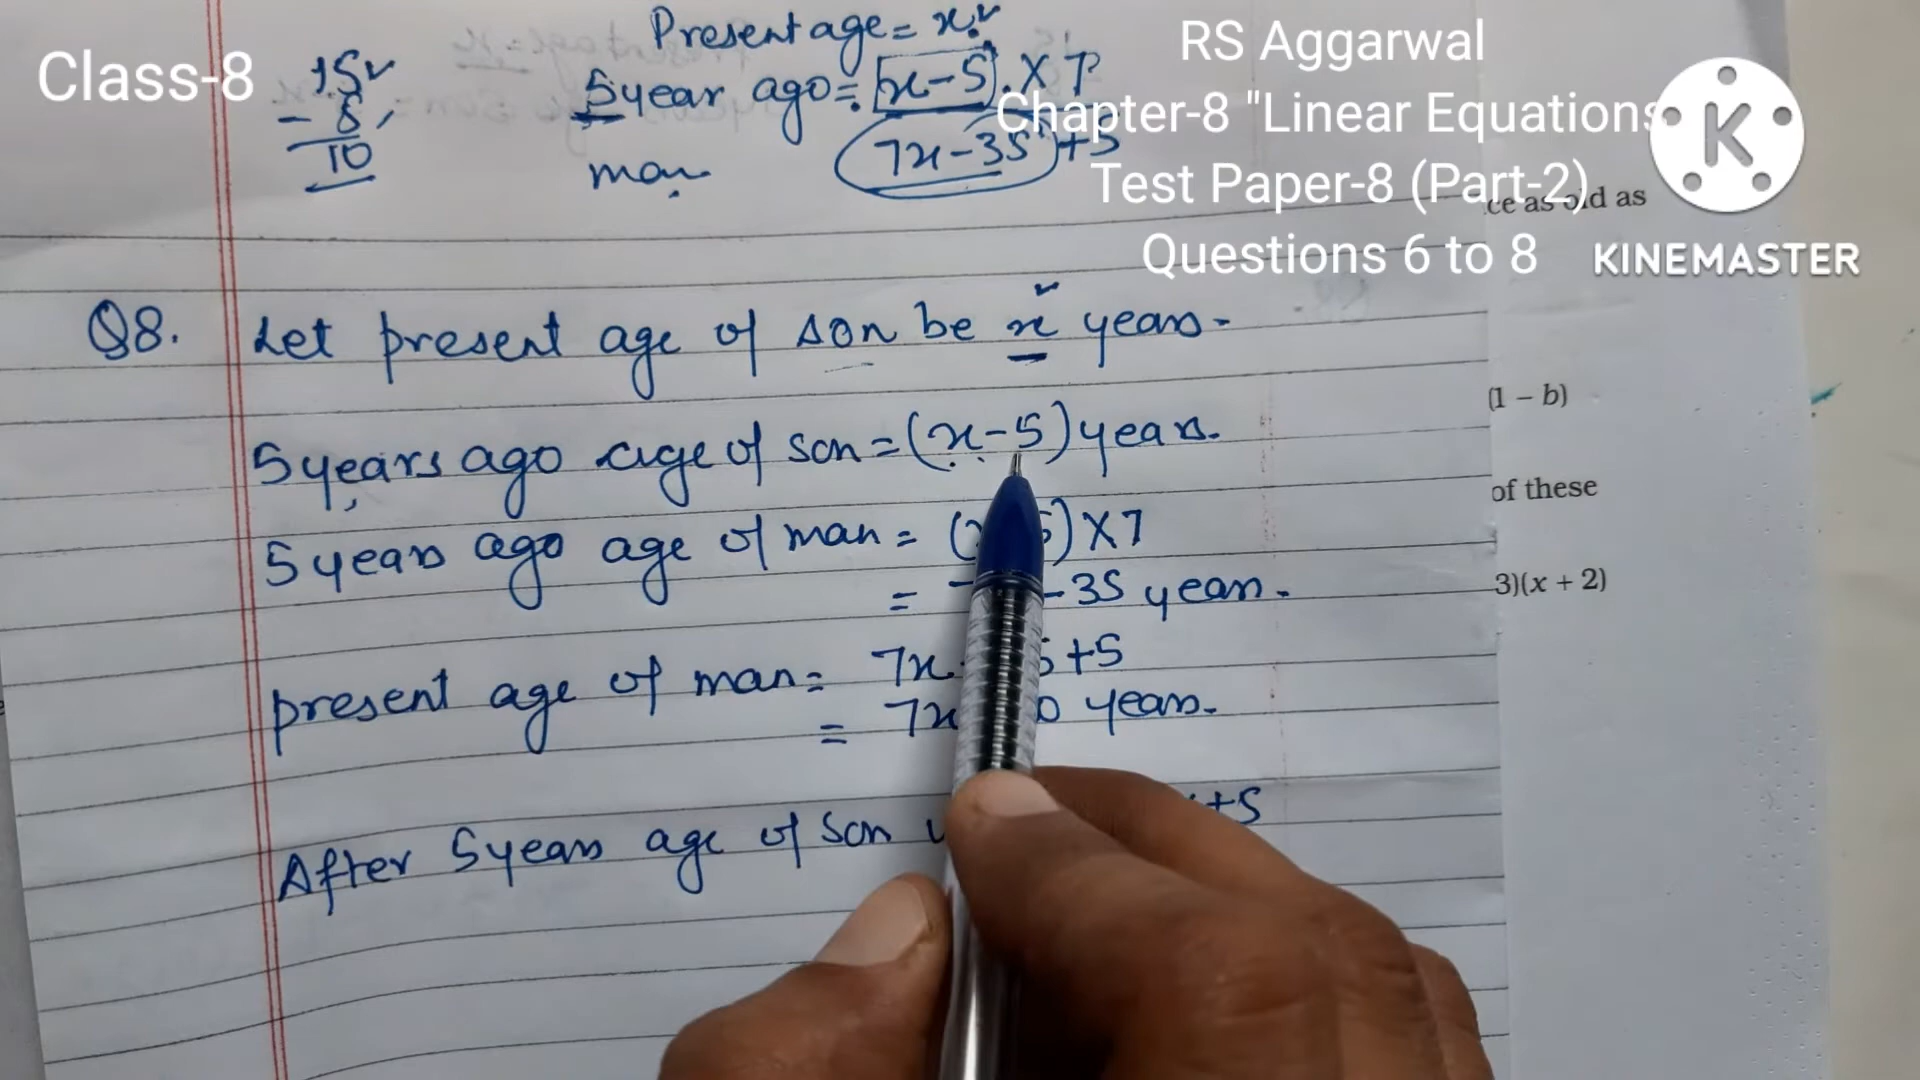 Class-8
RS Aggarwal
Chapter-8 "Linear Equations
Test Paper-8 (Part-2)
Questions 6 to 8
K
KINEMASTER
15
- 8
10
Present age = x
5 year ago = x-5 × 7
man 7x-35 +5
as old as
Q8. Let present age of son be x years.
(1 – b)
5 years ago age of son = (x-5) years.
of these
5 years ago age of man = ( ) × 7
= -35 years.
3)(x + 2)
present age of man = 7x +5
= 7x years.
After 5 years age of son +5